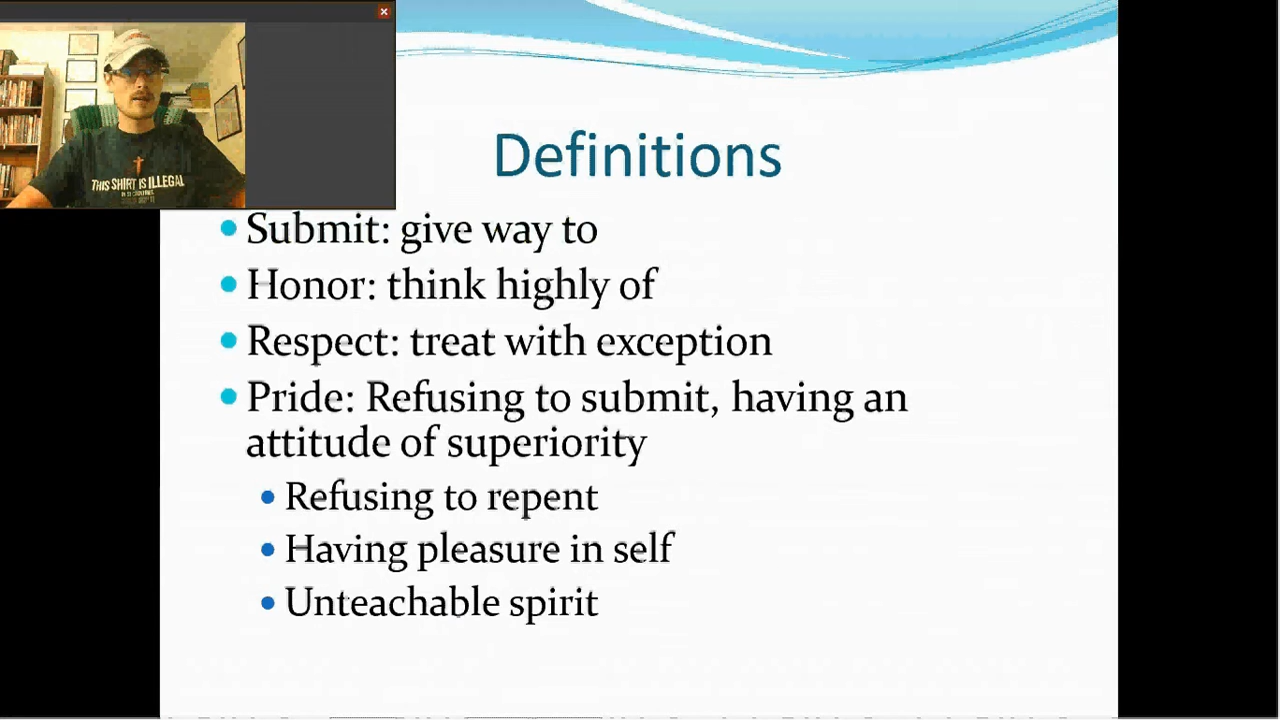 THIS SHIRT IS ILLEGAL
Definitions
Submit: give way to
Honor: think highly of
Respect: treat with exception
Pride: Refusing to submit, having an
attitude of superiority
Refusing to repent
Having pleasure in self
Unteachable spirit